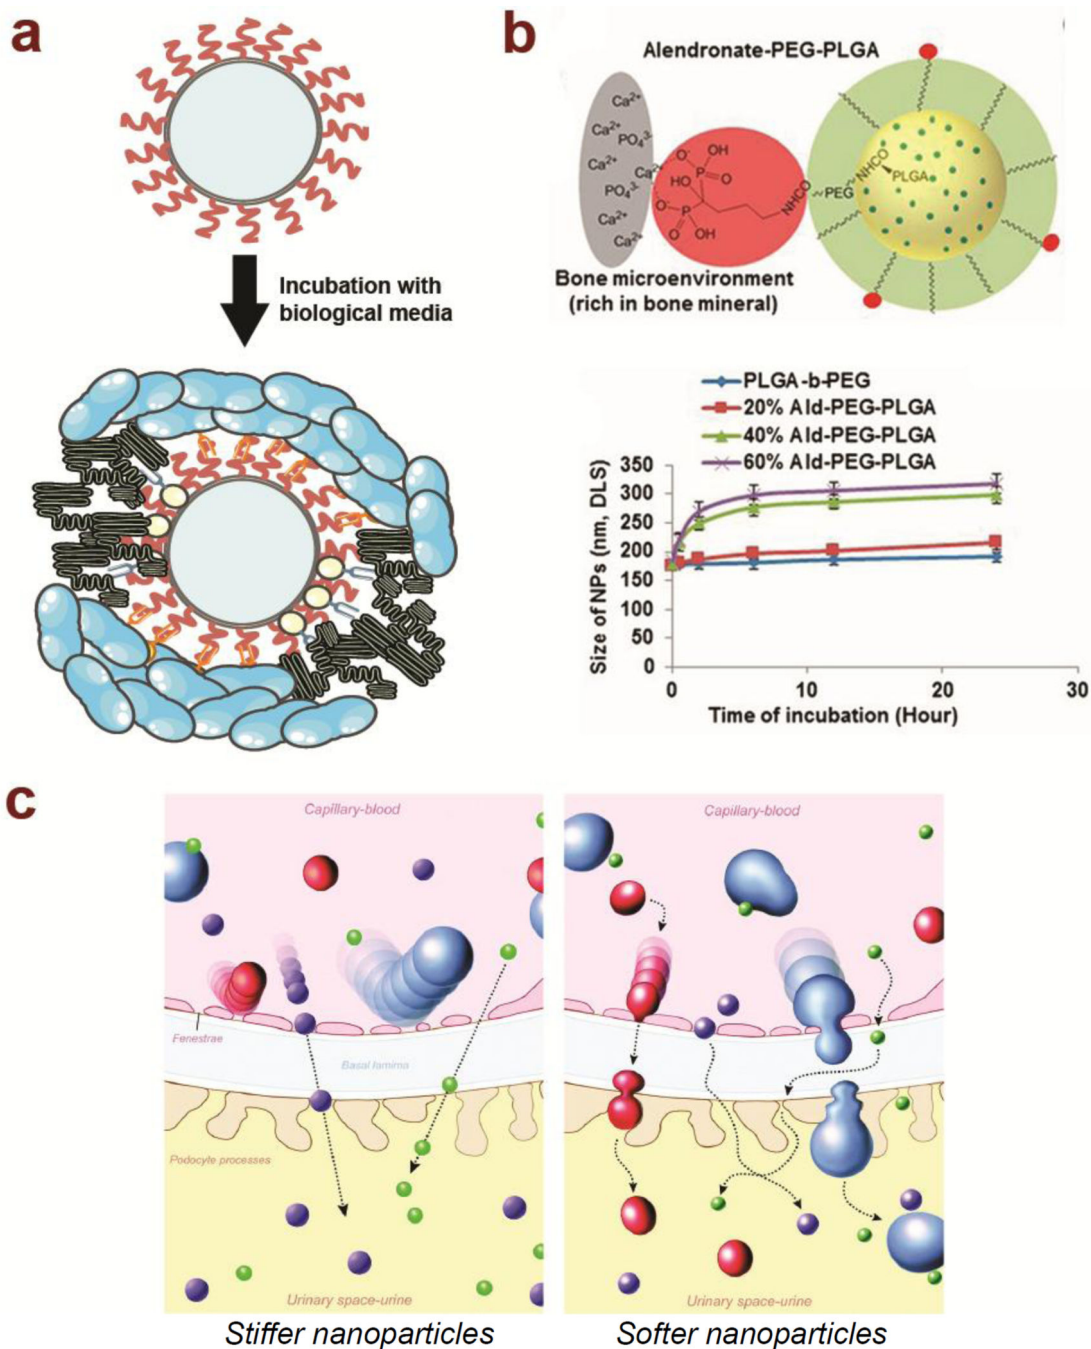 a
Incubation with
biological media
b
Alendronate-PEG-PLGA
Ca²⁺
Ca²⁺
PO₄³⁻
Ca²⁺
Ca²⁺
PO₄³⁻
Ca²⁺
Ca²⁺
O⁻
OH
P
O
HO
O⁻
P
O
OH
NHCO
PEG
NHCO
PLGA
Bone microenvironment
(rich in bone mineral)
PLGA-b-PEG
20% Ald-PEG-PLGA
40% Ald-PEG-PLGA
60% Ald-PEG-PLGA
Size of NPs (nm, DLS)
350
300
250
200
150
100
50
0
0 10 20 30
Time of incubation (Hour)
c
Capillary-blood
Fenestrae
Basal lamina
Podocyte processes
Urinary space-urine
Stiffer nanoparticles
Capillary-blood
Urinary space-urine
Softer nanoparticles